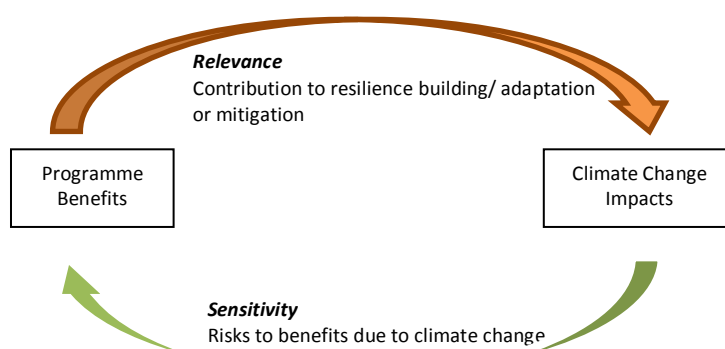 Relevance
Contribution to resilience building/ adaptation
or mitigation
Programme
Benefits
Climate Change
Impacts
Sensitivity
Risks to benefits due to climate change